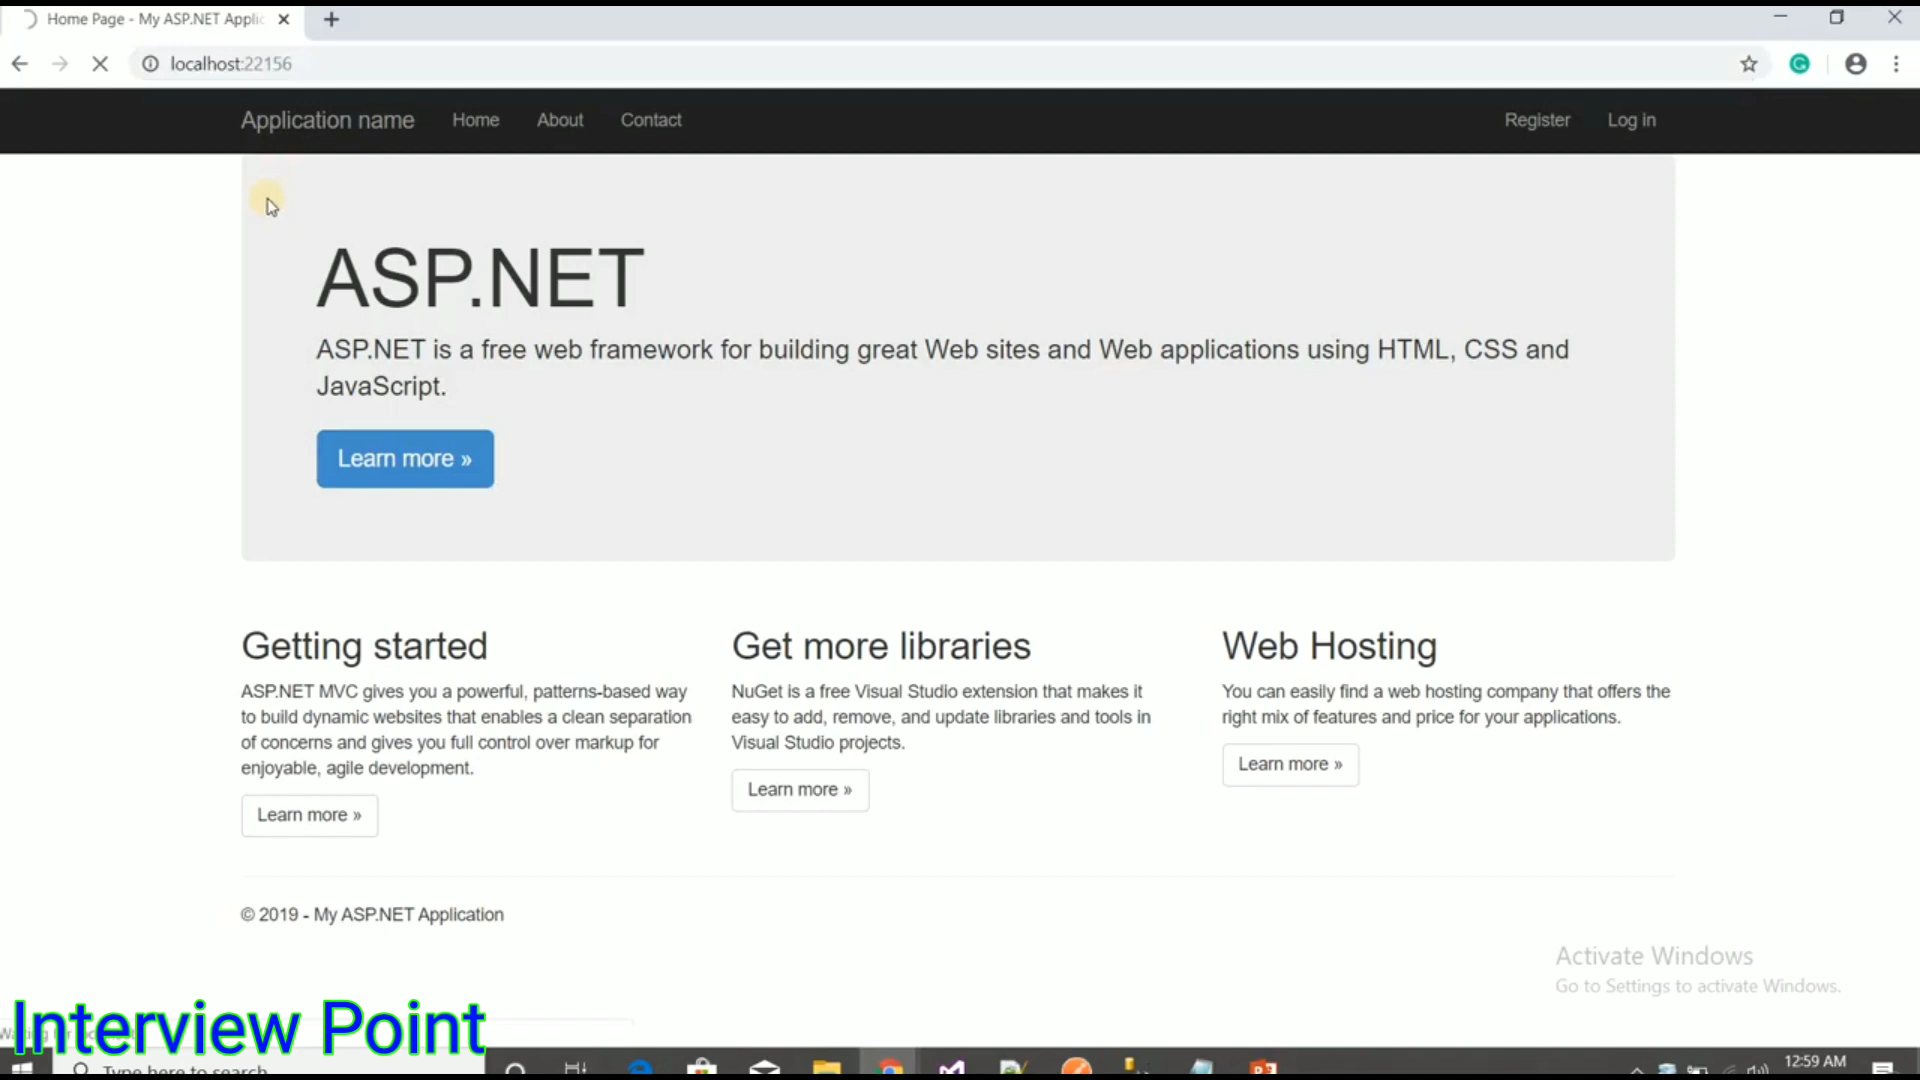 Home Page - My ASP.NET Applic
localhost:22156
Application name
Home
About
Contact
Register
Log in
ASP.NET
ASP.NET is a free web framework for building great Web sites and Web applications using HTML, CSS and
JavaScript.
Learn more »
Getting started
ASP.NET MVC gives you a powerful, patterns-based way
to build dynamic websites that enables a clean separation
of concerns and gives you full control over markup for
enjoyable, agile development.
Learn more »
Get more libraries
NuGet is a free Visual Studio extension that makes it
easy to add, remove, and update libraries and tools in
Visual Studio projects.
Learn more »
Web Hosting
You can easily find a web hosting company that offers the
right mix of features and price for your applications.
Learn more »
© 2019 - My ASP.NET Application
Activate Windows
Go to Settings to activate Windows.
Interview Point
Type here to search
12:59 AM